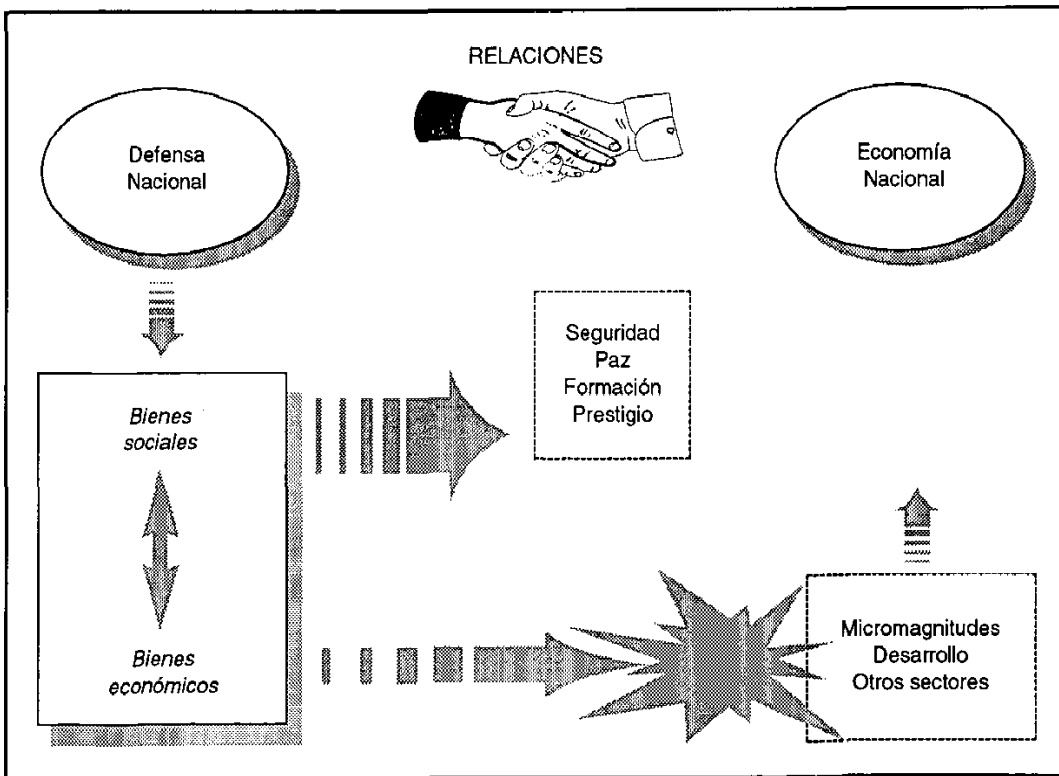 RELACIONES
Defensa
Nacional
Economía
Nacional
Seguridad
Paz
Formación
Prestigio
Bienes
sociales
Bienes
económicos
Micromagnitudes
Desarrollo
Otros sectores